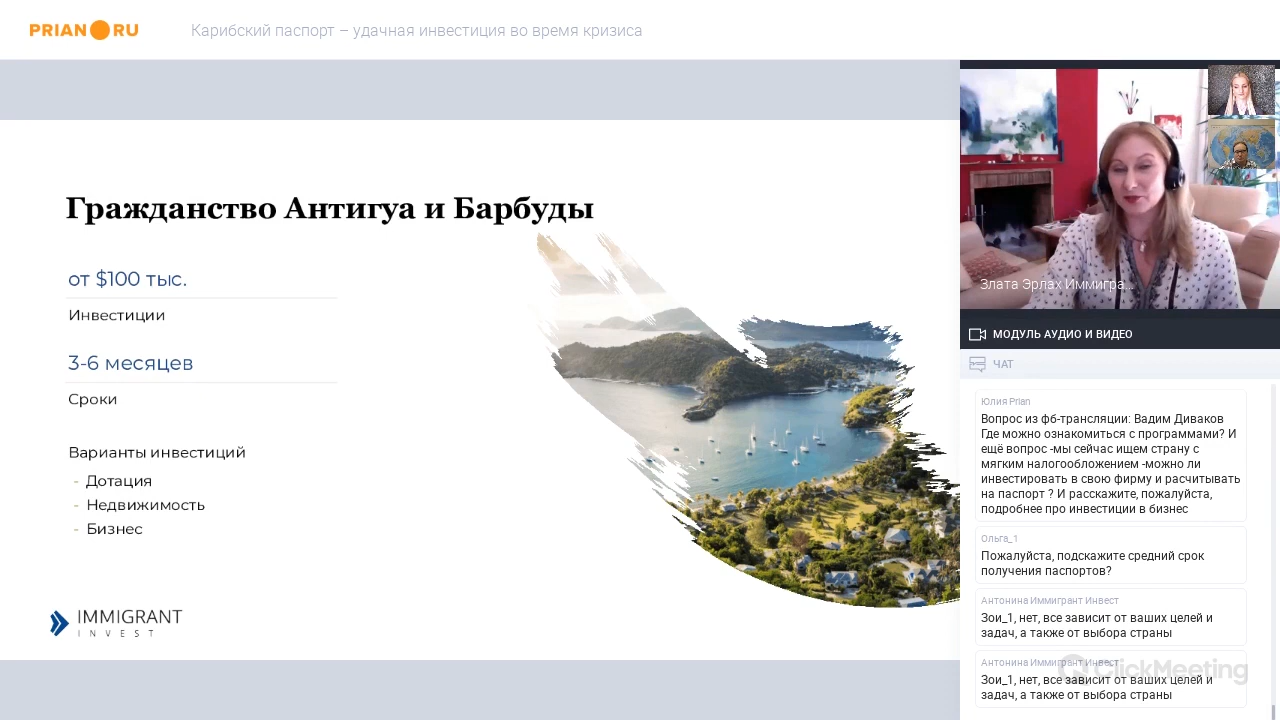 PRIAN RU
Карибский паспорт – удачная инвестиция во время кризиса
Гражданство Антигуа и Барбуды
от $100 тыс.
Инвестиции
3-6 месяцев
Сроки
Варианты инвестиций
- Дотация
- Недвижимость
- Бизнес
IMMIGRANT
INVEST
Злата Эрлах Иммигра...
МОДУЛЬ АУДИО И ВИДЕО
ЧАТ
Юлия Prian
Вопрос из фб-трансляции: Вадим Диваков
Где можно ознакомиться с программами? И
ещё вопрос -мы сейчас ищем страну с
мягким налогообложением -можно ли
инвестировать в свою фирму и расчитывать
на паспорт ? И расскажите, пожалуйста,
подробнее про инвестиции в бизнес
Ольга_1
Пожалуйста, подскажите средний срок
получения паспортов?
Антонина Иммигрант Инвест
Зои_1, нет, все зависит от ваших целей и
задач, а также от выбора страны
Антонина Иммигрант Инвест
Зои_1, нет, все зависит от ваших целей и
задач, а также от выбора страны
ClickMeeting